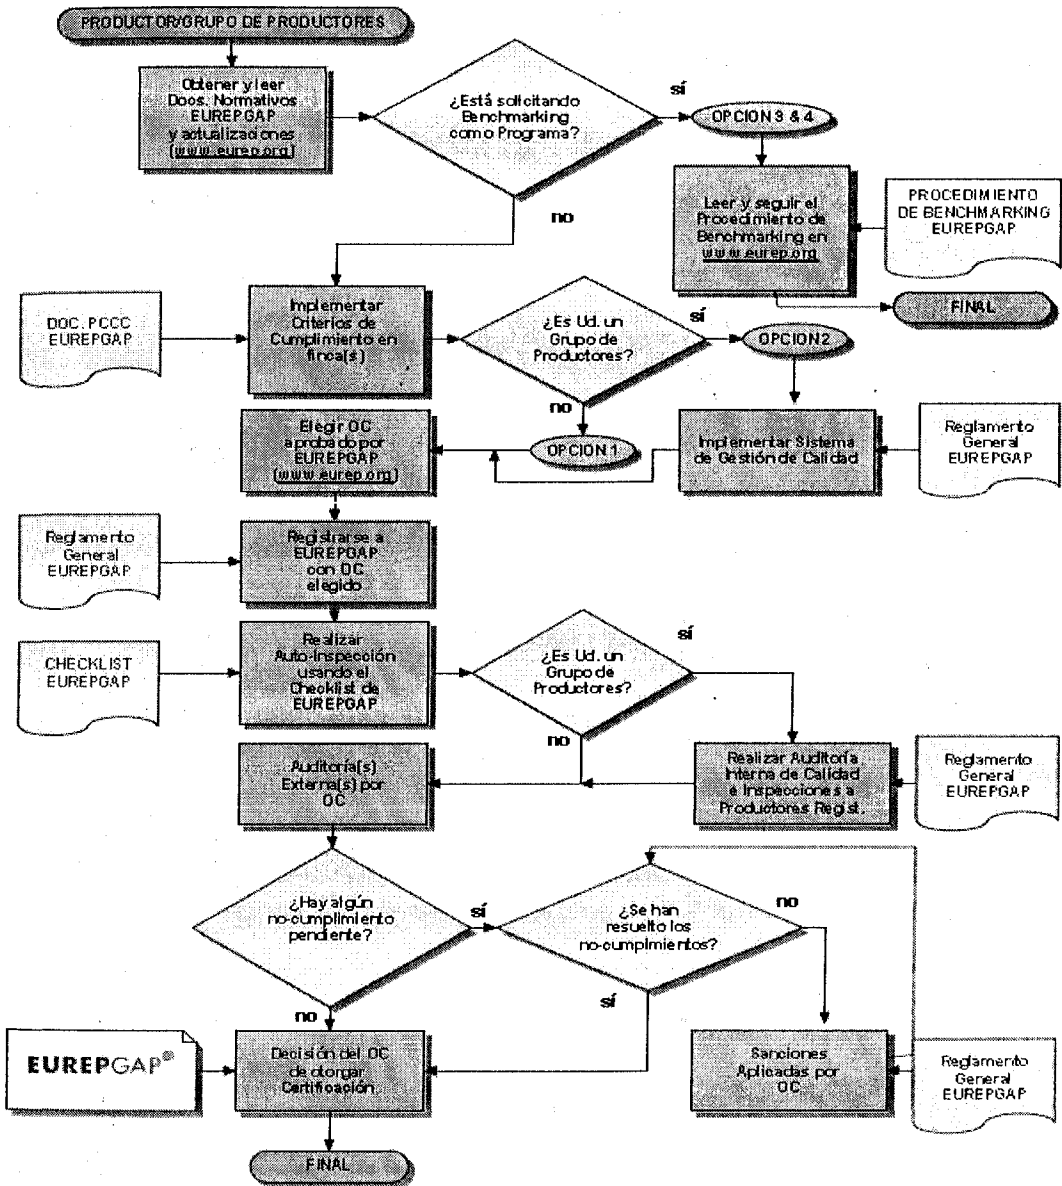 PRODUCTOR/GRUPO DE PRODUCTORES
Obtener y leer
Docs. Normativos
EUREPGAP
y actualizaciones
(www.eurep.org)
¿Está solicitando
Benchmarking
como Programa?
sí
OPCION 3 & 4
no
Leer y seguir el
Procedimiento de
Benchmarking en
www.eurep.org
PROCEDIMIENTO
DE BENCHMARKING
EUREPGAP
FINAL
DOC. PCCC
EUREPGAP
Implementar
Criterios de
Cumplimiento en
finca(s)
¿Es Ud. un
Grupo de
Productores?
sí
OPCION 2
no
OPCION 1
Implementar Sistema
de Gestión de Calidad
Reglamento
General
EUREPGAP
Elegir OC
aprobado por
EUREPGAP
(www.eurep.org)
Reglamento
General
EUREPGAP
Registrarse a
EUREPGAP
con OC
elegido
CHECKLIST
EUREPGAP
Realizar
Auto-Inspección
usando el
Checklist de
EUREPGAP
¿Es Ud. un
Grupo de
Productores?
sí
no
Realizar Auditoría
Interna de Calidad
e Inspecciones a
Productores Regist.
Reglamento
General
EUREPGAP
Auditoría(s)
Externa(s) por
OC
¿Hay algún
no-cumplimiento
pendiente?
sí
no
¿Se han
resuelto los
no-cumpimientos?
no
sí
EUREPGAP®
Decisión del OC
de otorgar
Certificación
Sanciones
Aplicadas por
OC
Reglamento
General
EUREPGAP
FINAL